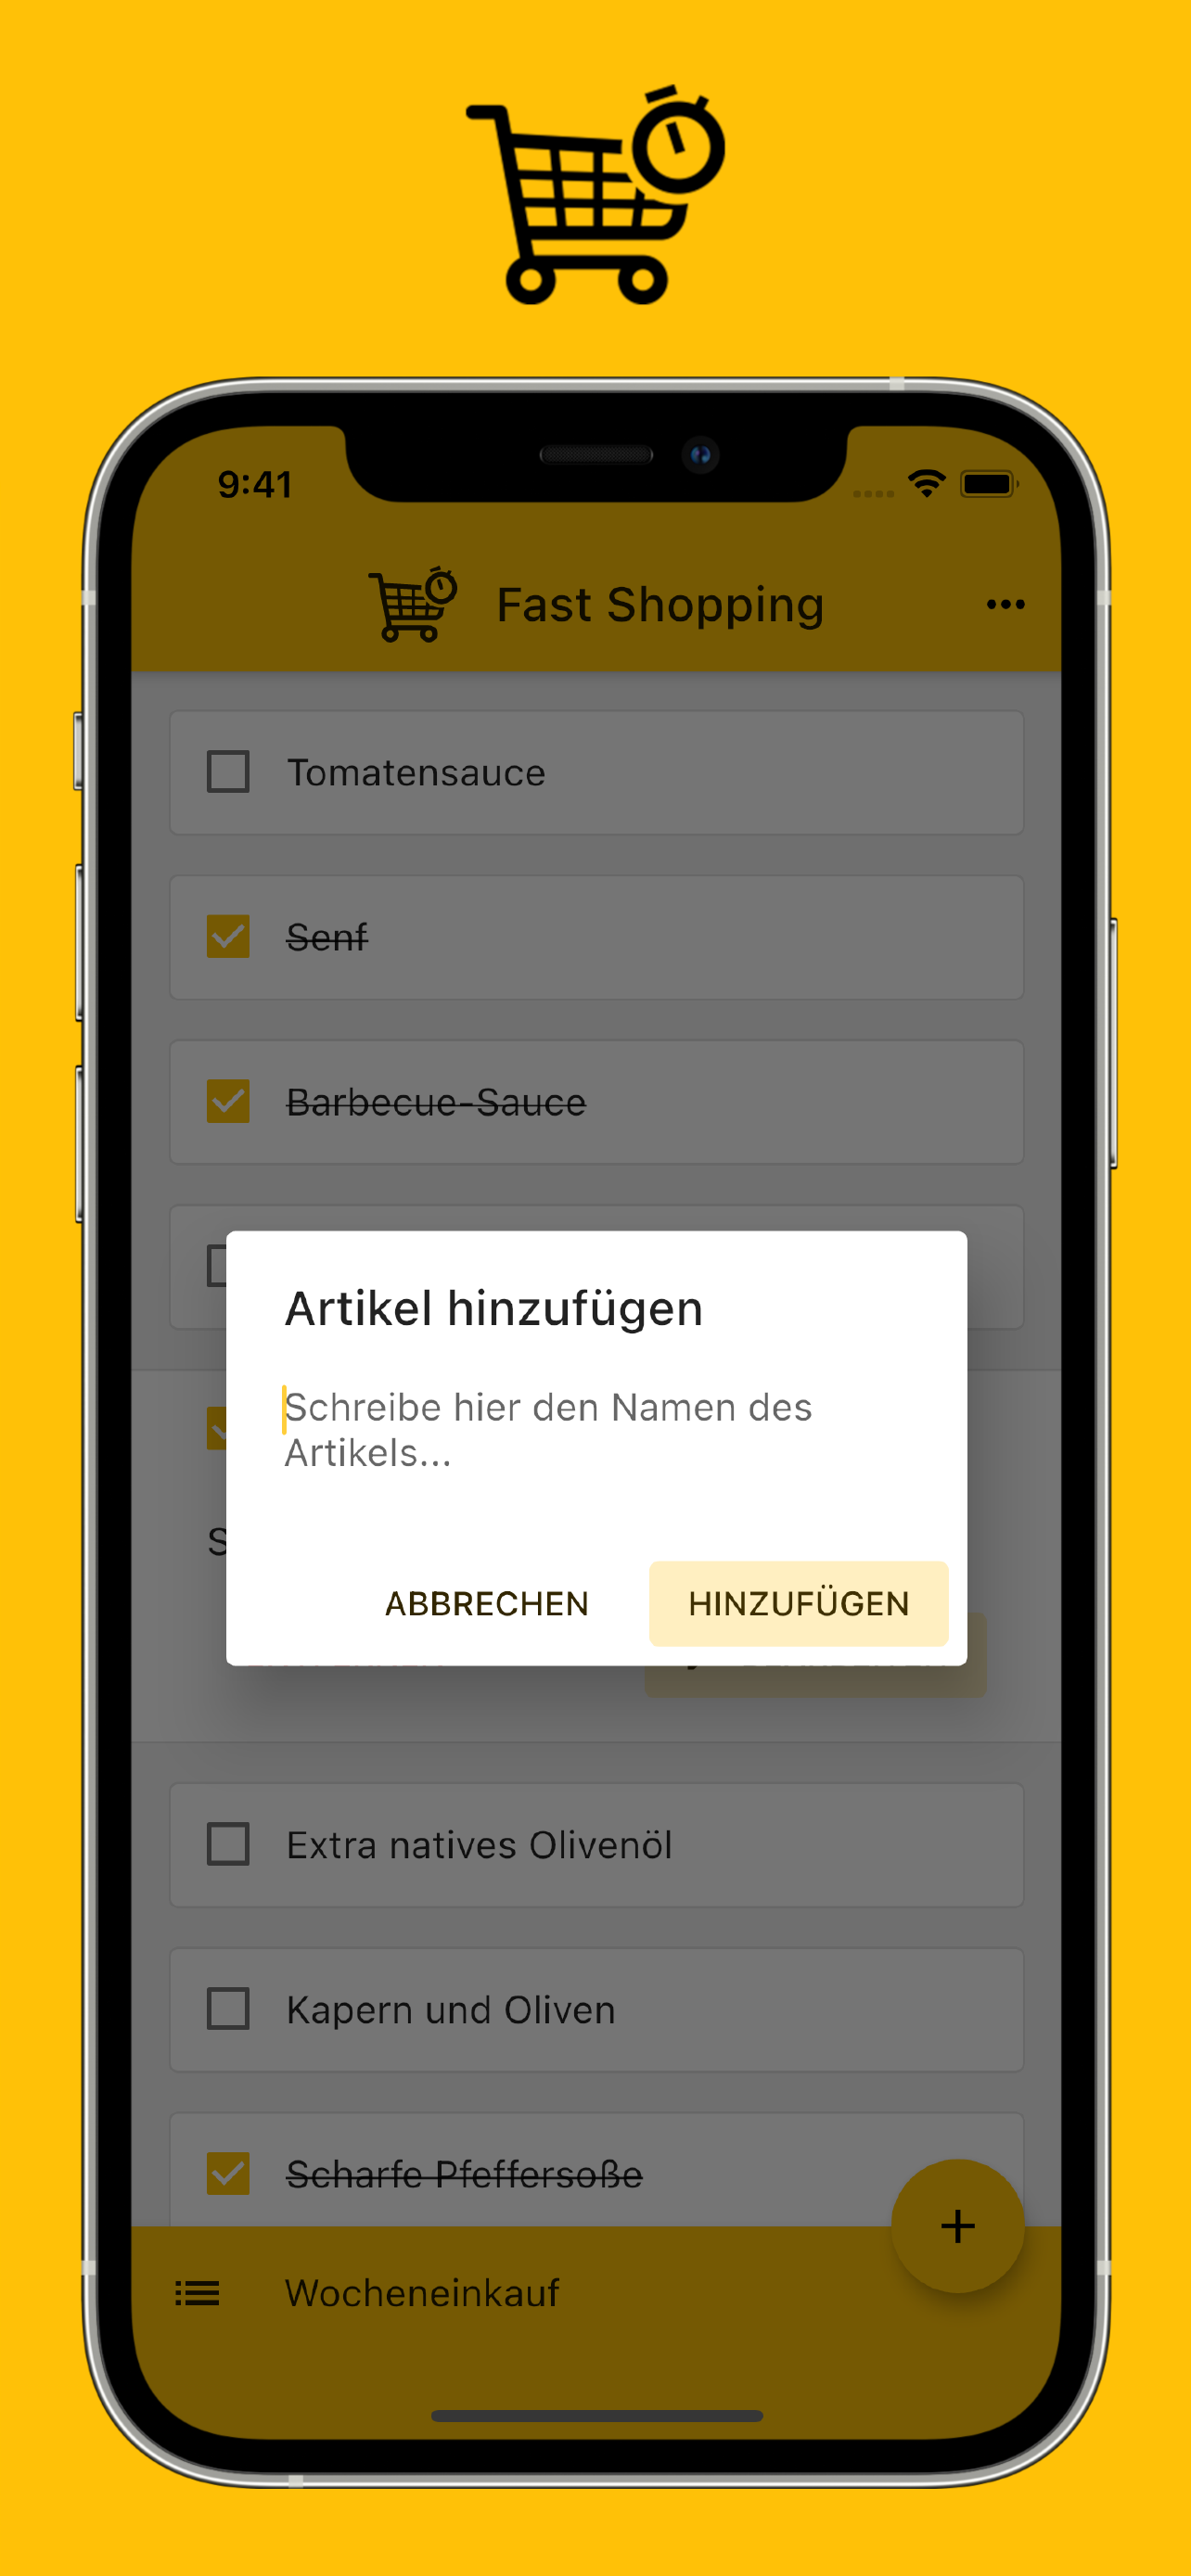 9:41
Fast Shopping
Tomatensauce
Senf
Barbecue-Sauce
Artikel hinzufügen
Schreibe hier den Namen des
Artikels...
ABBRECHEN
HINZUFÜGEN
Extra natives Olivenöl
Kapern und Oliven
Scharfe Pfeffersoße
Wocheneinkauf